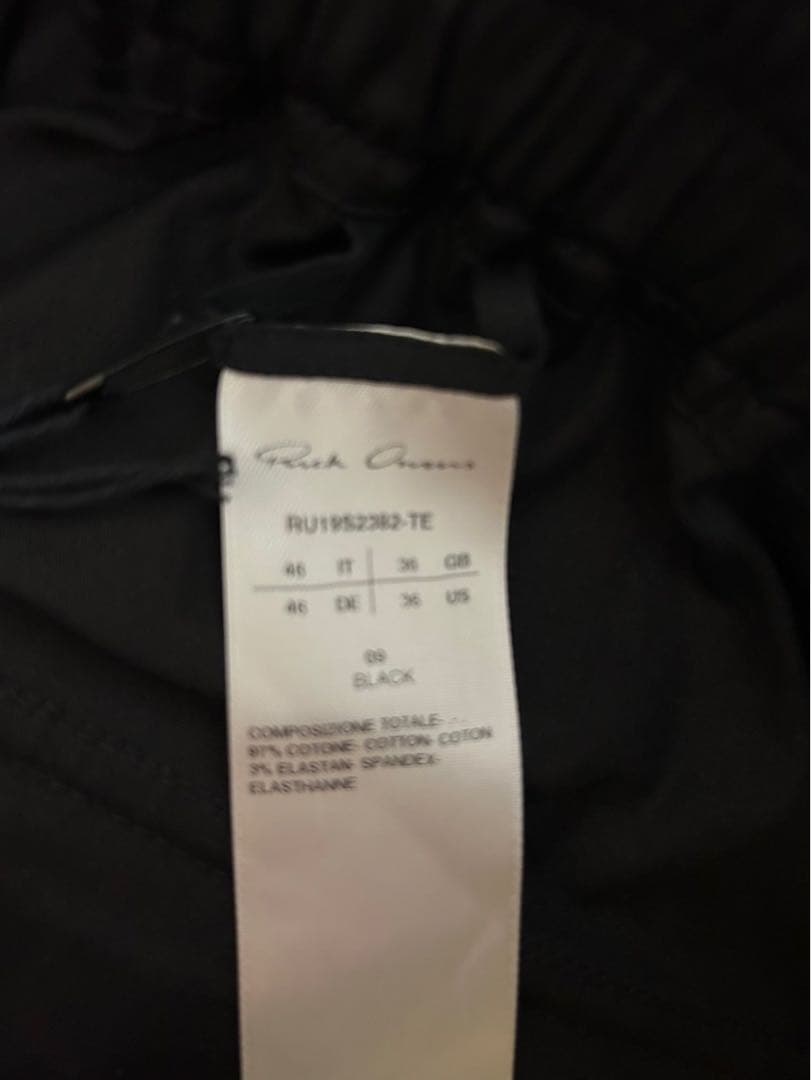 Rick Owens
RU19S2382-TE
46 IT 36 GB
46 DE 36 US
09
BLACK
COMPOSIZIONE TOTALE-
97% COTONE- COTTON- COTON
3% ELASTAN- SPANDEX-
ELASTHANNE